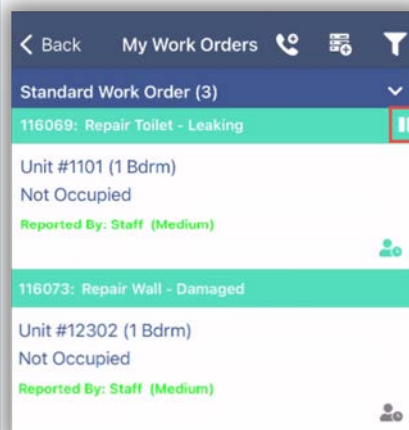 Back My Work Orders
Standard Work Order (3)
116069: Repair Toilet - Leaking
Unit #1101 (1 Bdrm)
Not Occupied
Reported By: Staff (Medium)
116073: Repair Wall - Damaged
Unit #12302 (1 Bdrm)
Not Occupied
Reported By: Staff (Medium)